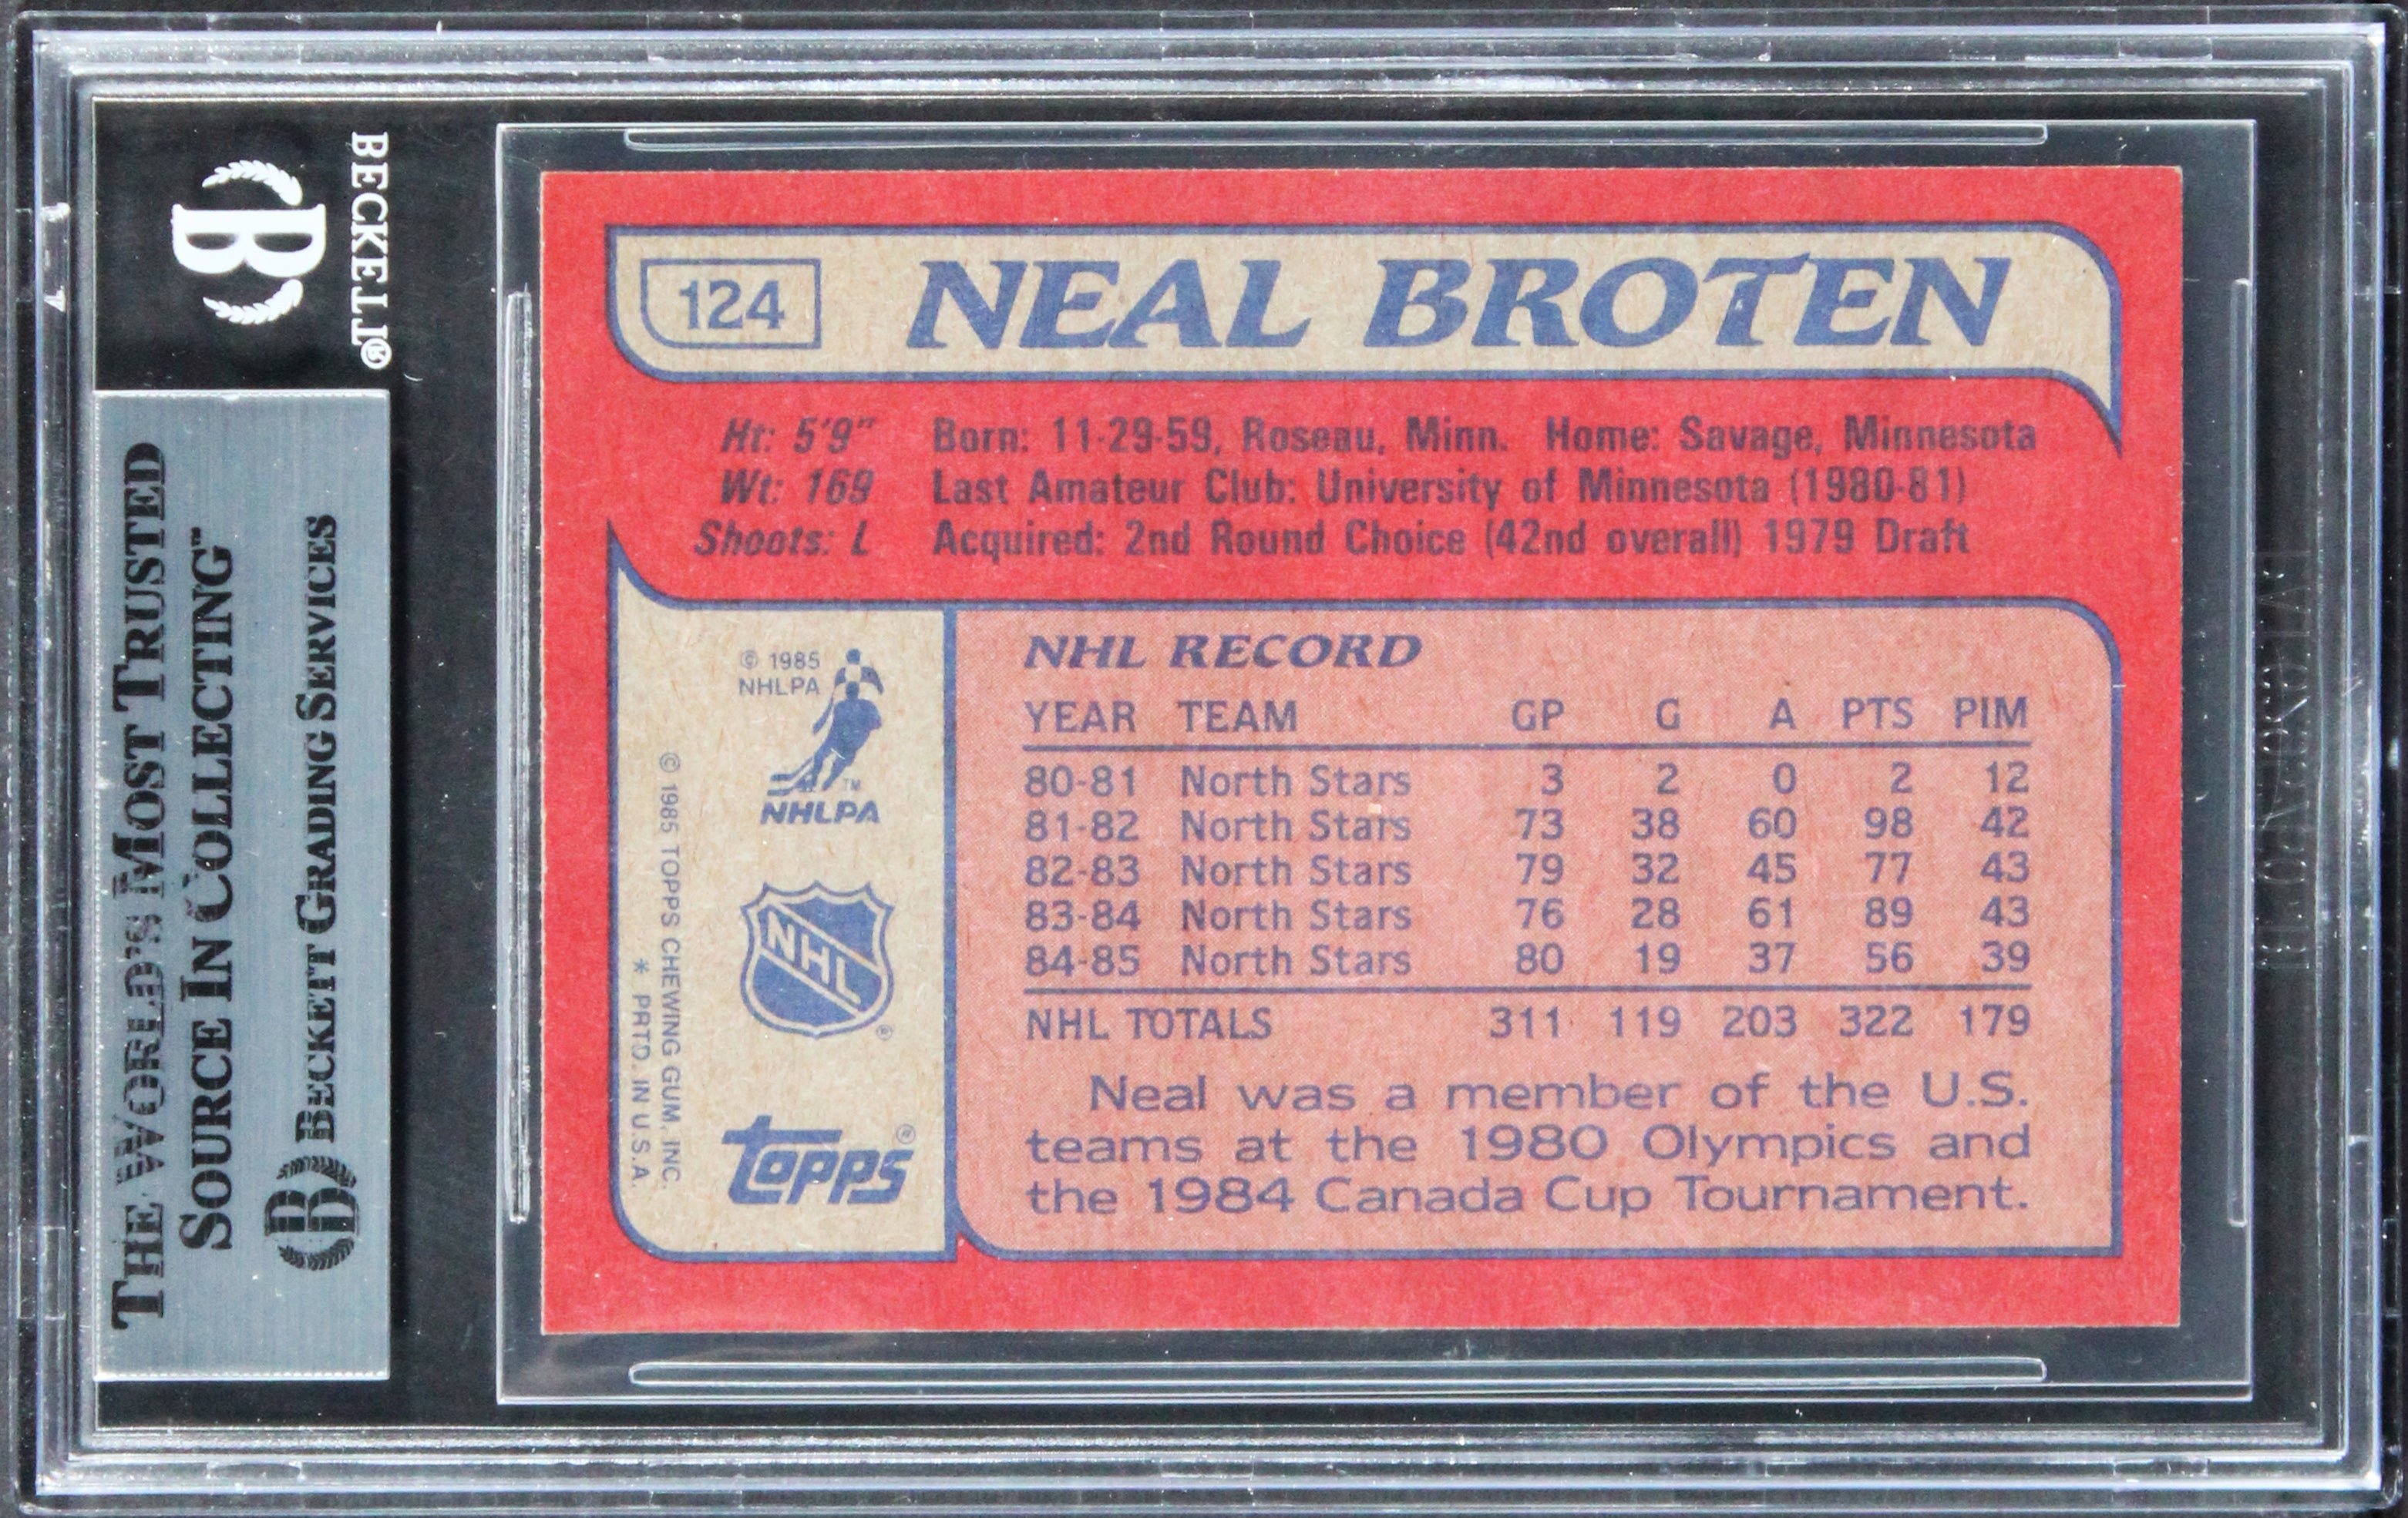 BECKETT®
B
THE WORLD'S MOST TRUSTED
SOURCE IN COLLECTING™
BECKETT GRADING SERVICES
124 NEAL BROTEN
Ht: 5'9" Born: 11-29-59, Roseau, Minn. Home: Savage, Minnesota
Wt: 169 Last Amateur Club: University of Minnesota (1980-81)
Shoots: L Acquired: 2nd Round Choice (42nd overall) 1979 Draft
© 1985
NHLPA
TM
NHLPA
NHL
®
topps®
© 1985 TOPPS CHEWING GUM, INC.
* PRTD. IN U.S.A.
NHL RECORD
YEAR TEAM GP G A PTS PIM
80-81 North Stars 3 2 0 2 12
81-82 North Stars 73 38 60 98 42
82-83 North Stars 79 32 45 77 43
83-84 North Stars 76 28 61 89 43
84-85 North Stars 80 19 37 56 39
NHL TOTALS 311 119 203 322 179
Neal was a member of the U.S.
teams at the 1980 Olympics and
the 1984 Canada Cup Tournament.